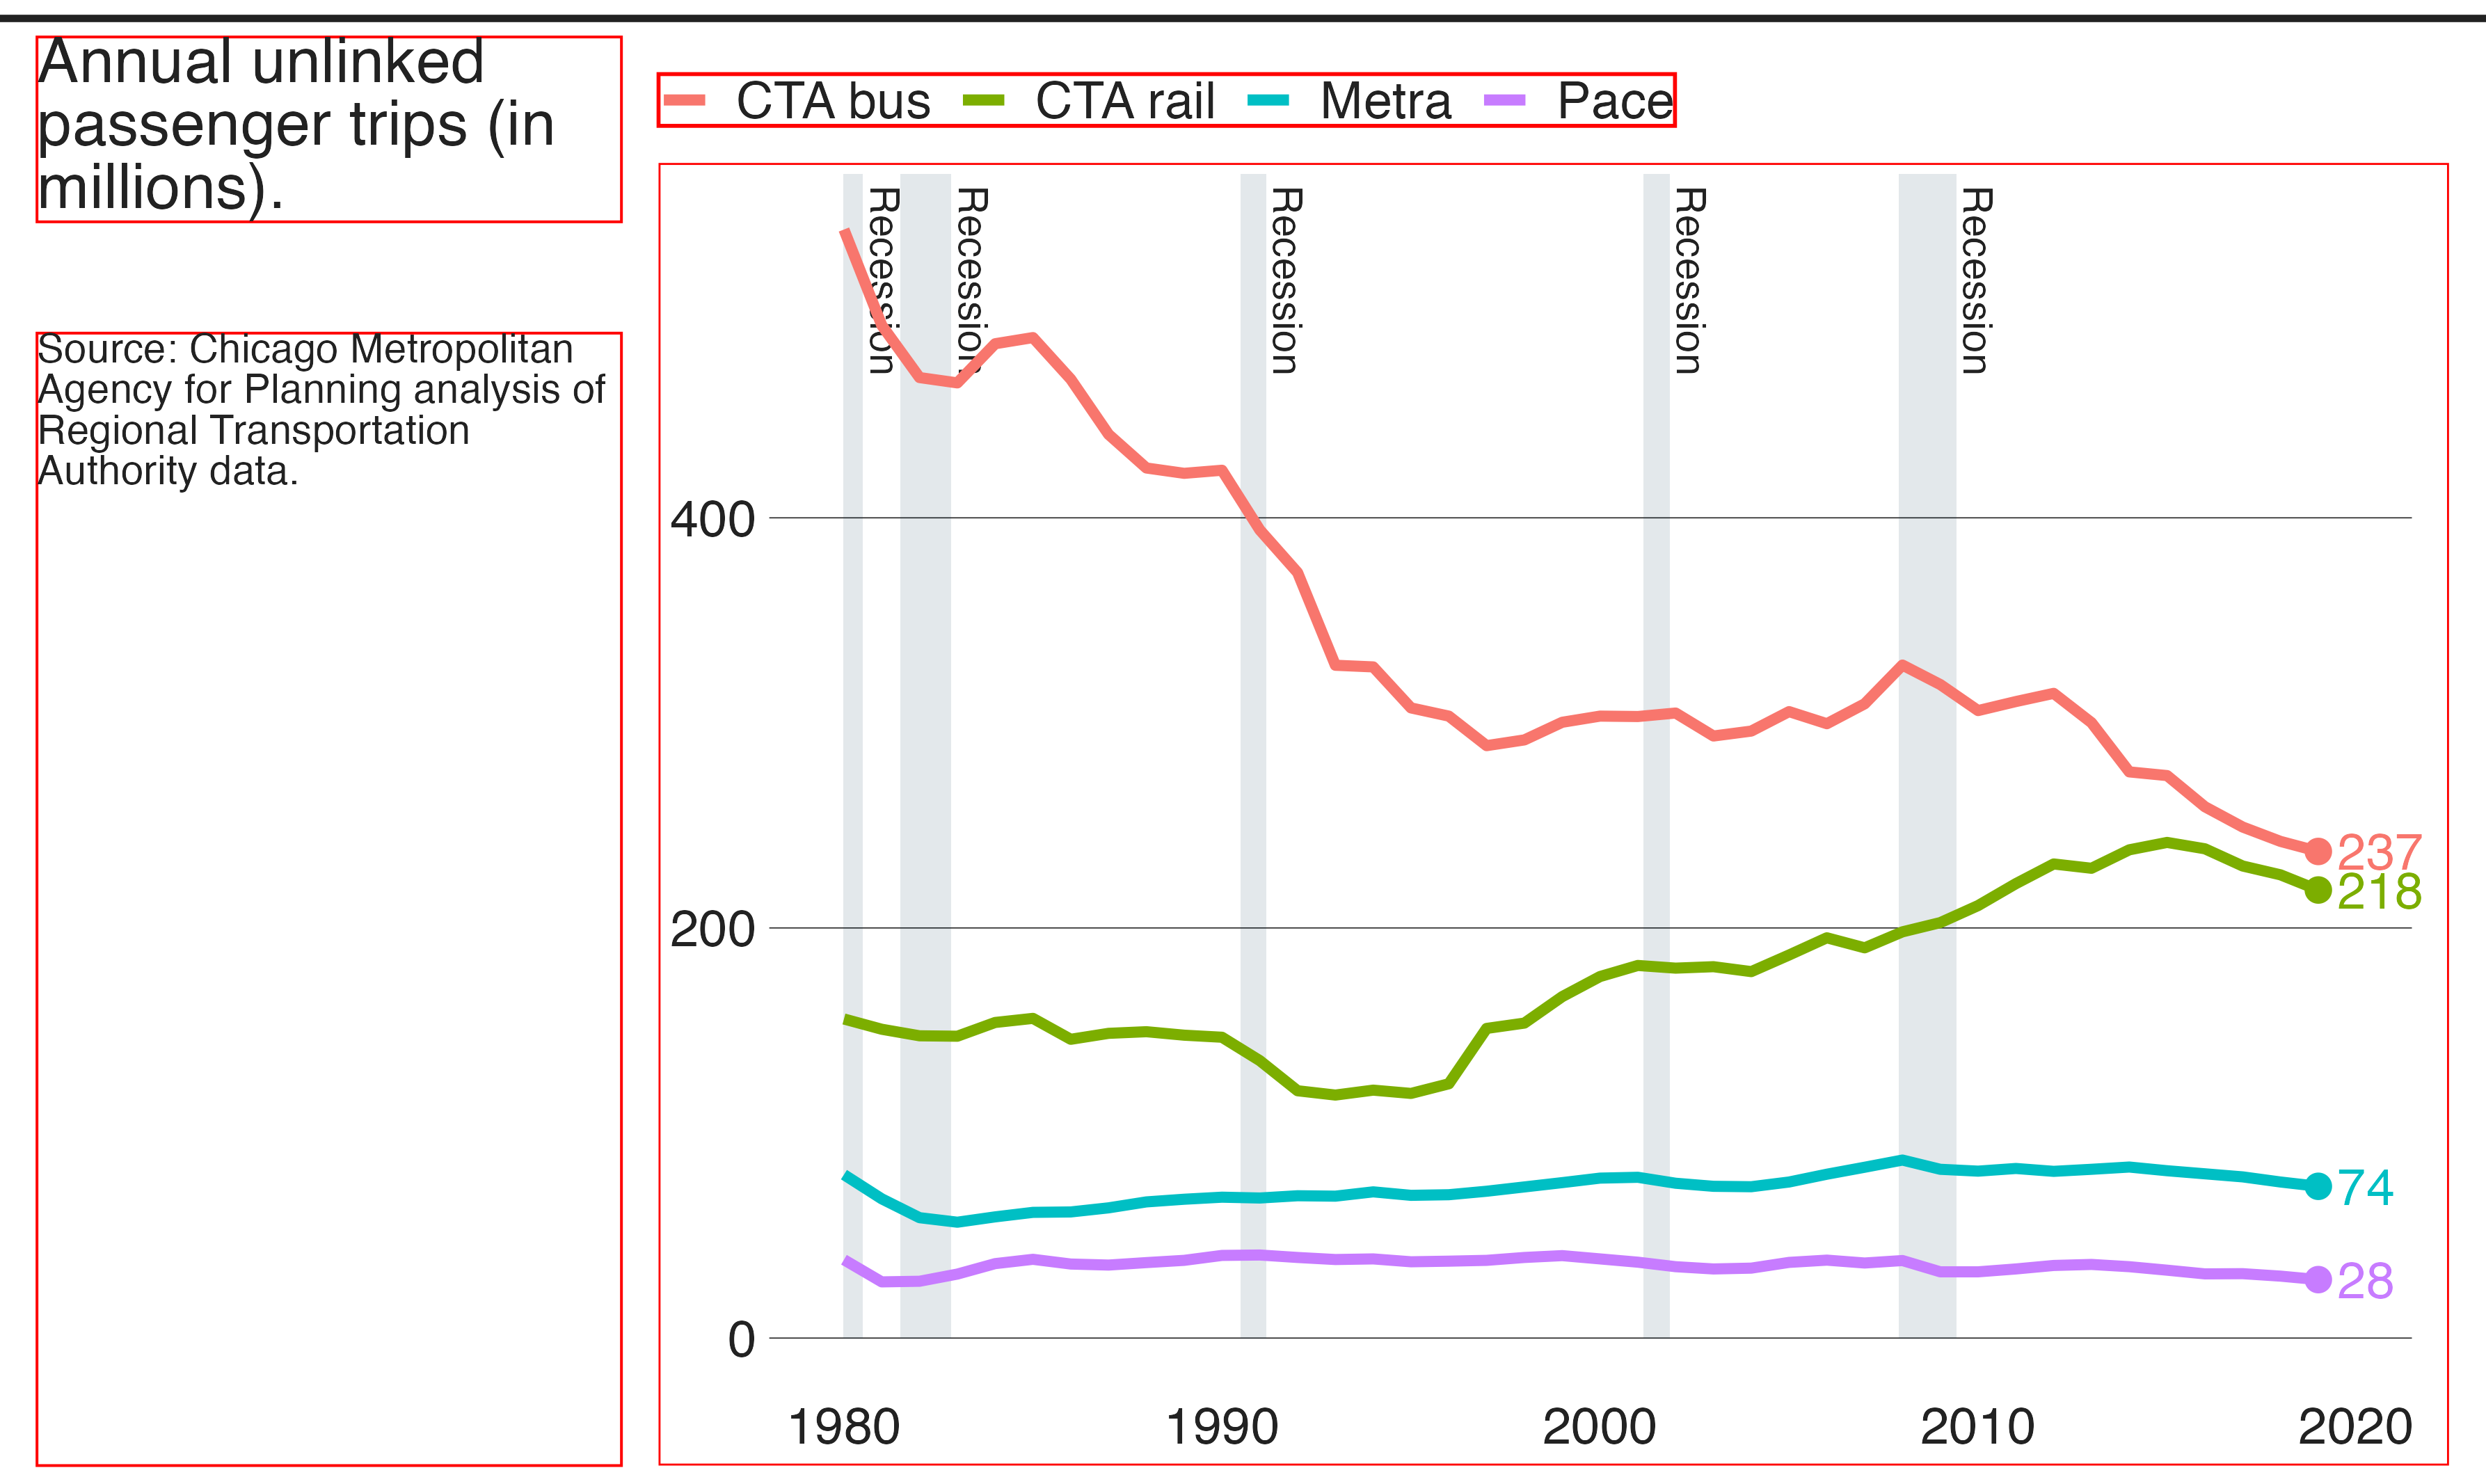 Annual unlinked
passenger trips (in
millions).
Source: Chicago Metropolitan
Agency for Planning analysis of
Regional Transportation
Authority data.
CTA bus CTA rail Metra Pace
Recession
Recession
Recession
Recession
Recession
400
200
0
237
218
74
28
1980 1990 2000 2010 2020